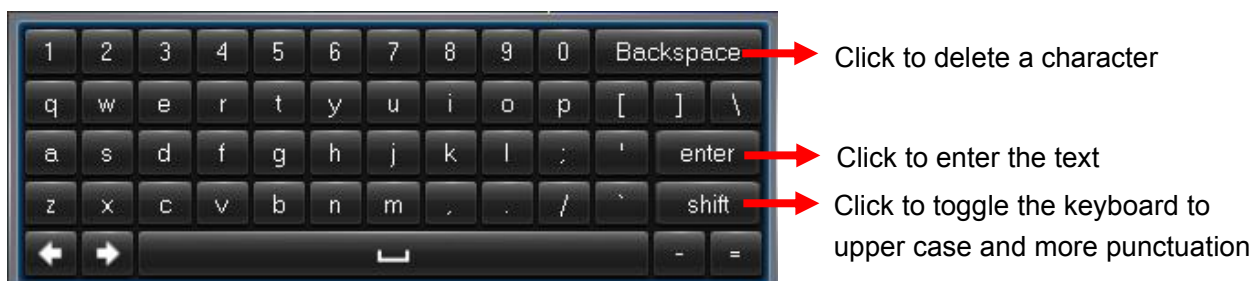 1 2 3 4 5 6 7 8 9 0 Backspace Click to delete a character
q w e r t y u i o p [ ] \
a s d f g h j k l ; ' enter Click to enter the text
z x c v b n m , . / ` shift Click to toggle the keyboard to
upper case and more punctuation
- =